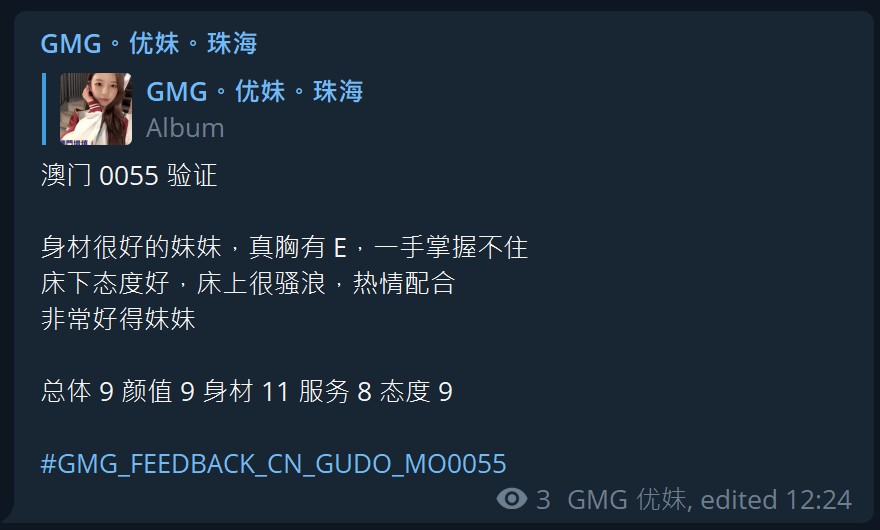 GMG。优妹。珠海
GMG。优妹。珠海
Album
澳门 0055 验证
身材很好的妹妹，真胸有 E，一手掌握不住
床下态度好，床上很骚浪，热情配合
非常好得妹妹
总体 9 颜值 9 身材 11 服务 8 态度 9
#GMG_FEEDBACK_CN_GUDO_MO0055
3 GMG 优妹, edited 12:24